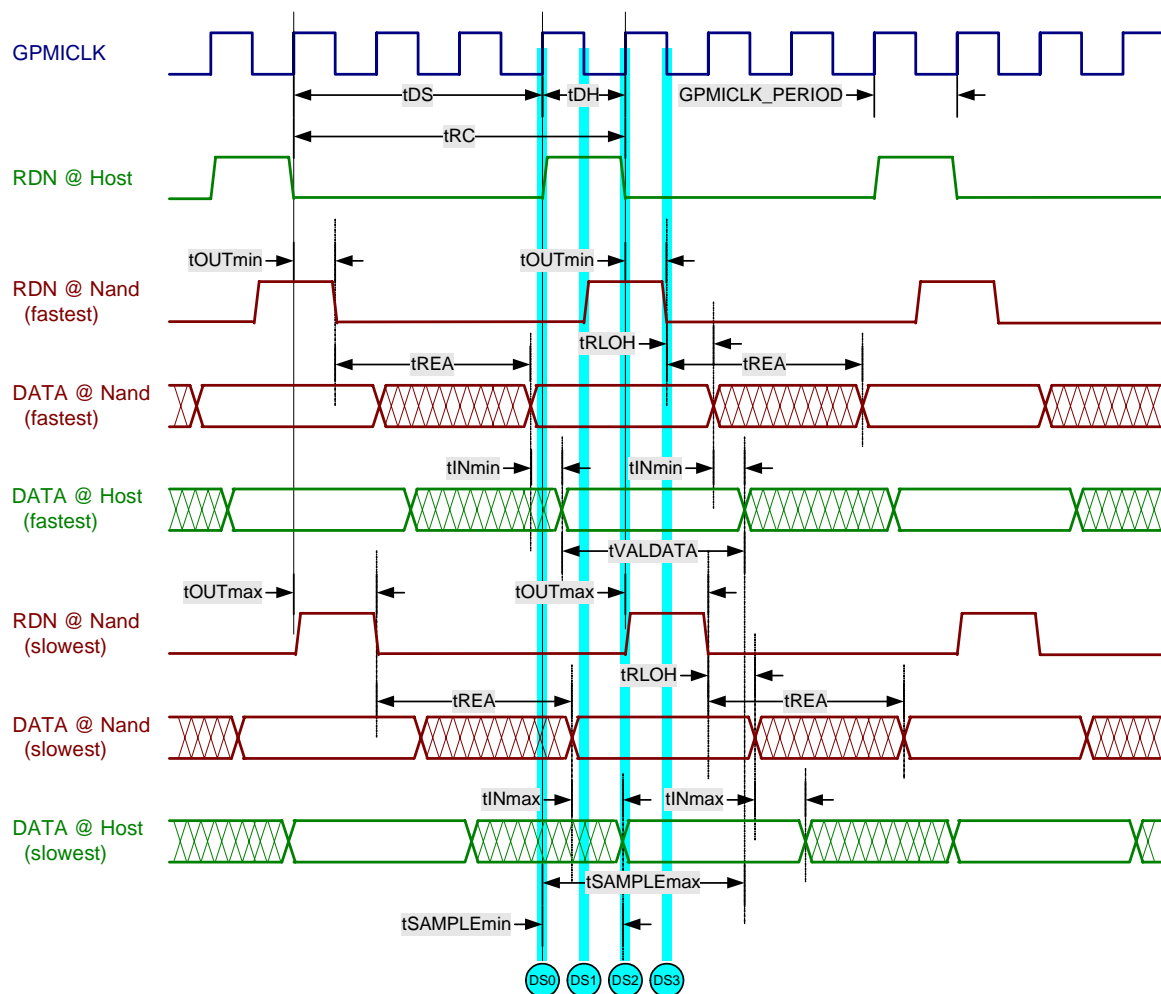 GPMICLK
tDS
tDH
GPMICLK_PERIOD
tRC
RDN @ Host
tOUTmin
tOUTmin
RDN @ Nand
(fastest)
tRLOH
tREA
tREA
DATA @ Nand
(fastest)
tINmin
tINmin
DATA @ Host
(fastest)
tVALDATA
tOUTmax
tOUTmax
RDN @ Nand
(slowest)
tRLOH
tREA
tREA
DATA @ Nand
(slowest)
tINmax
tINmax
DATA @ Host
(slowest)
tSAMPLEmax
tSAMPLEmin
DS0
DS1
DS2
DS3